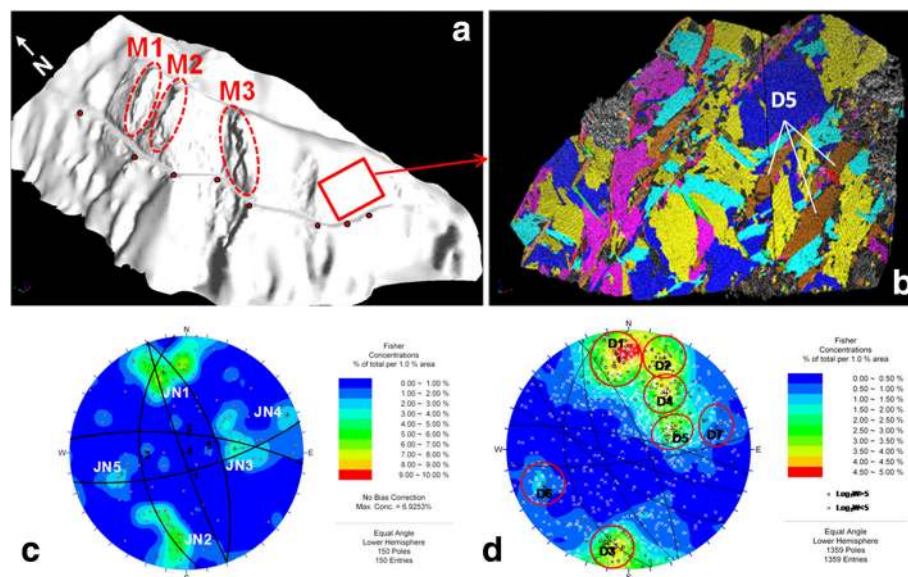 a
N
M1
M2
M3
D5
b
N
JN1
JN4
W
E
JN5
JN3
JN2
c
Fisher
Concentrations
% of total per 1.0 % area
0.00 ~ 1.00 %
1.00 ~ 2.00 %
2.00 ~ 3.00 %
3.00 ~ 4.00 %
4.00 ~ 5.00 %
5.00 ~ 6.00 %
6.00 ~ 7.00 %
7.00 ~ 8.00 %
8.00 ~ 9.00 %
9.00 ~ 10.00 %
No Bias Correction
Max. Conc. = 6.9253%
Equal Angle
Lower Hemisphere
150 Poles
150 Entries
N
D1
D2
D4
D5
D7
W
E
D6
D3
S
d
Fisher
Concentrations
% of total per 1.0 % area
0.00 ~ 0.50 %
0.50 ~ 1.00 %
1.00 ~ 1.50 %
1.50 ~ 2.00 %
2.00 ~ 2.50 %
2.50 ~ 3.00 %
3.00 ~ 3.50 %
3.50 ~ 4.00 %
4.00 ~ 4.50 %
4.50 ~ 5.00 %
Equal Angle
Lower Hemisphere
1359 Poles
1359 Entries